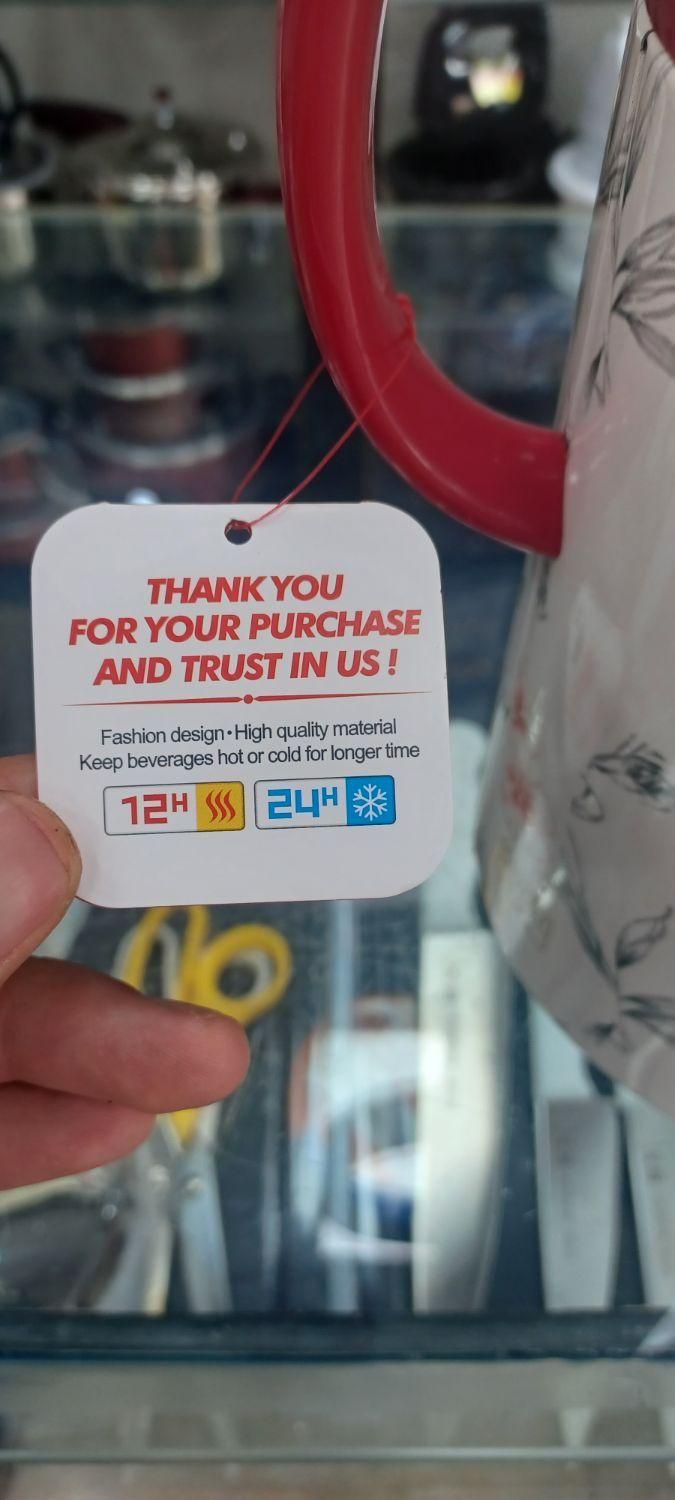 THANK YOU
FOR YOUR PURCHASE
AND TRUST IN US !
Fashion design•High quality material
Keep beverages hot or cold for longer time
12H 24H